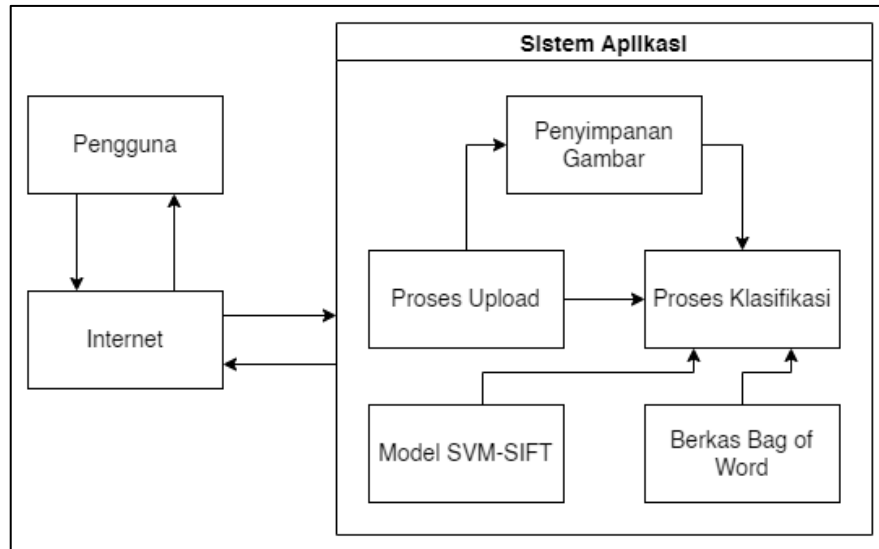 Sistem Aplikasi
Pengguna
Penyimpanan
Gambar
Proses Upload
Proses Klasifikasi
Internet
Model SVM-SIFT
Berkas Bag of
Word